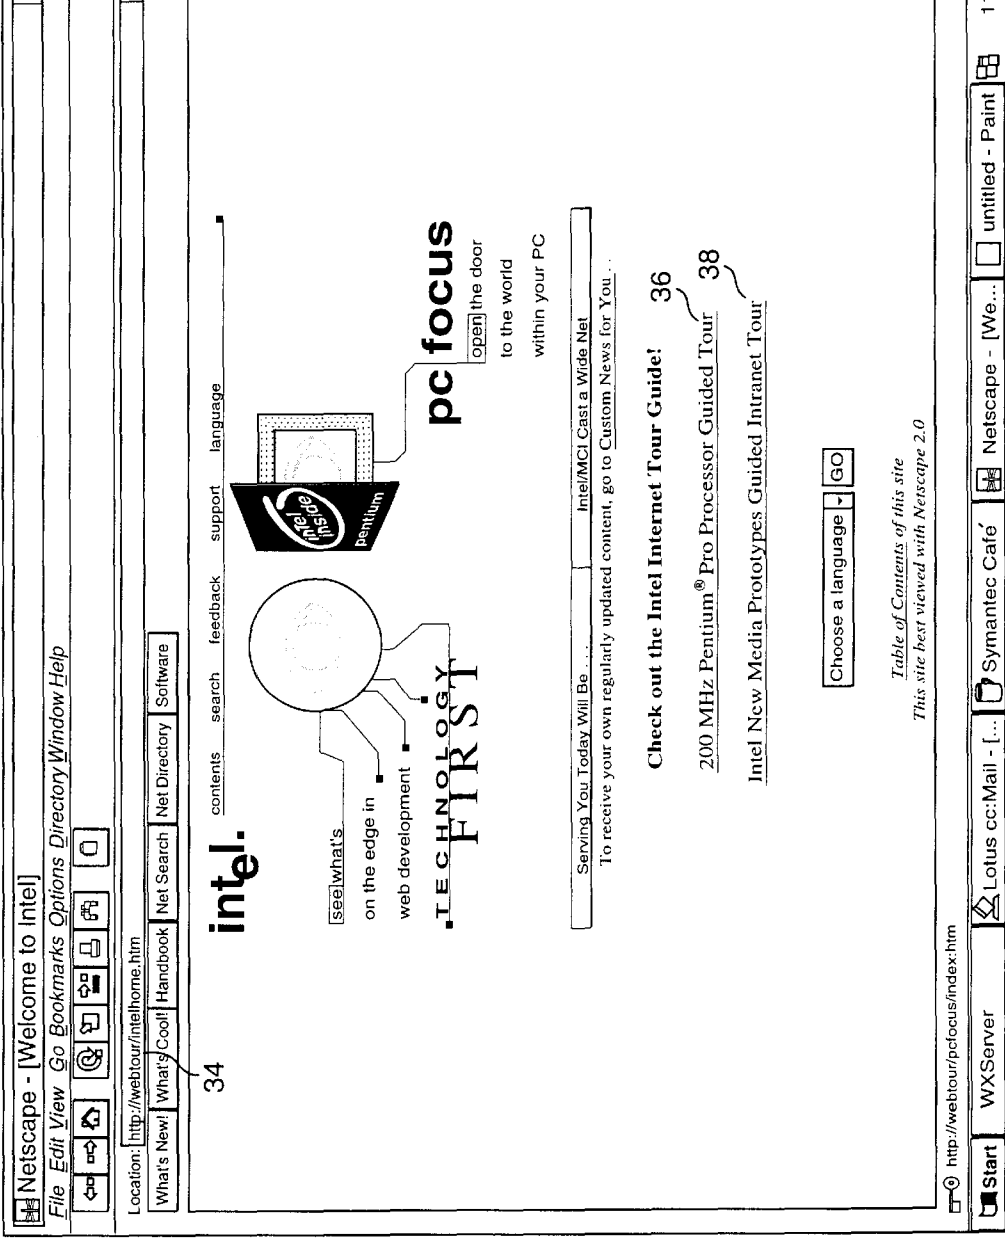 Netscape - [Welcome to Intel]
File Edit View Go Bookmarks Options Directory Window Help
Location: http://webtour/intelhome.htm
What's New! What's Cool! Handbook Net Search Net Directory Software
34
intel.
contents search feedback support language
see what's
on the edge in
web development
TECHNOLOGY
FIRST
intel
inside
pentium
pc focus
open the door
to the world
within your PC
Serving You Today Will Be ... Intel/MCI Cast a Wide Net
To receive your own regularly updated content, go to Custom News for You . .
Check out the Intel Internet Tour Guide!
36
200 MHz Pentium® Pro Processor Guided Tour
38
Intel New Media Prototypes Guided Intranet Tour
Choose a language GO
Table of Contents of this site
This site best viewed with Netscape 2.0
http://webtour/pcfocus/index:htm
Start WXServer Lotus cc:Mail - [... Symantec Café Netscape - [We... untitled - Paint